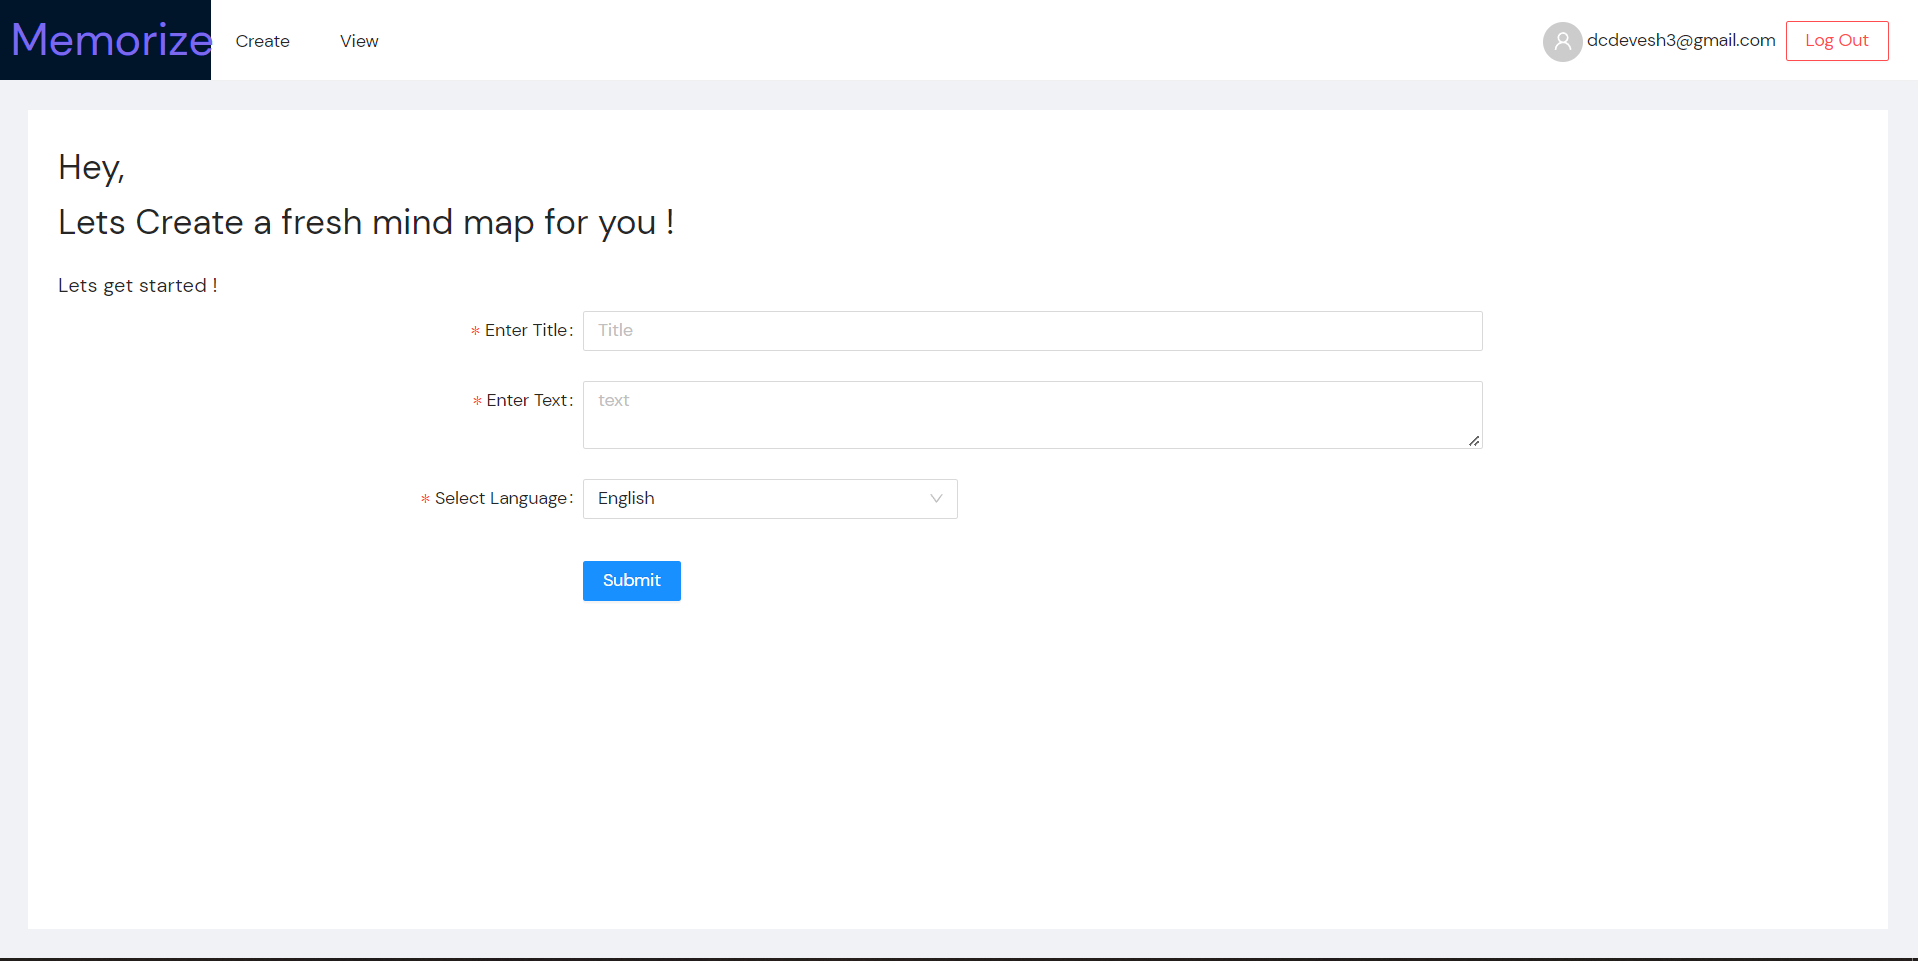 Memorize Create View dcdevesh3@gmail.com Log Out
Hey,
Lets Create a fresh mind map for you !
Lets get started !
* Enter Title: Title
* Enter Text: text
* Select Language: English
Submit